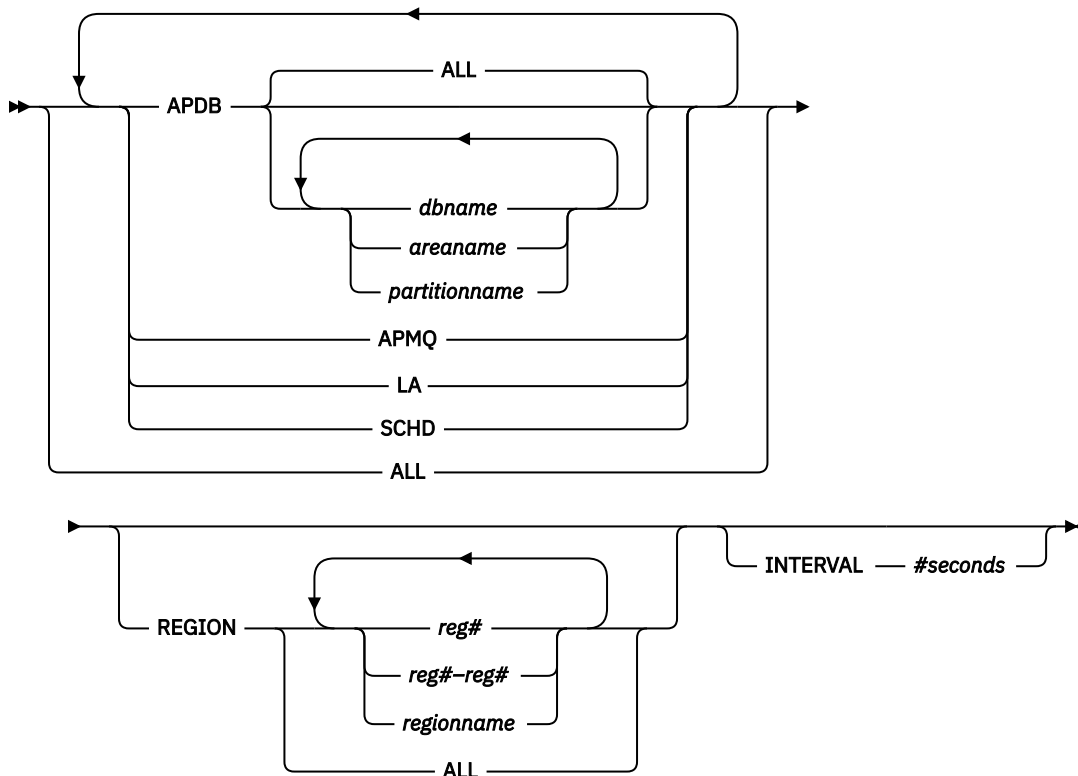 ALL
APDB
dbname
areaname
partitionname
APMQ
LA
SCHD
ALL
INTERVAL #seconds
REGION reg#
reg#–reg#
regionname
ALL